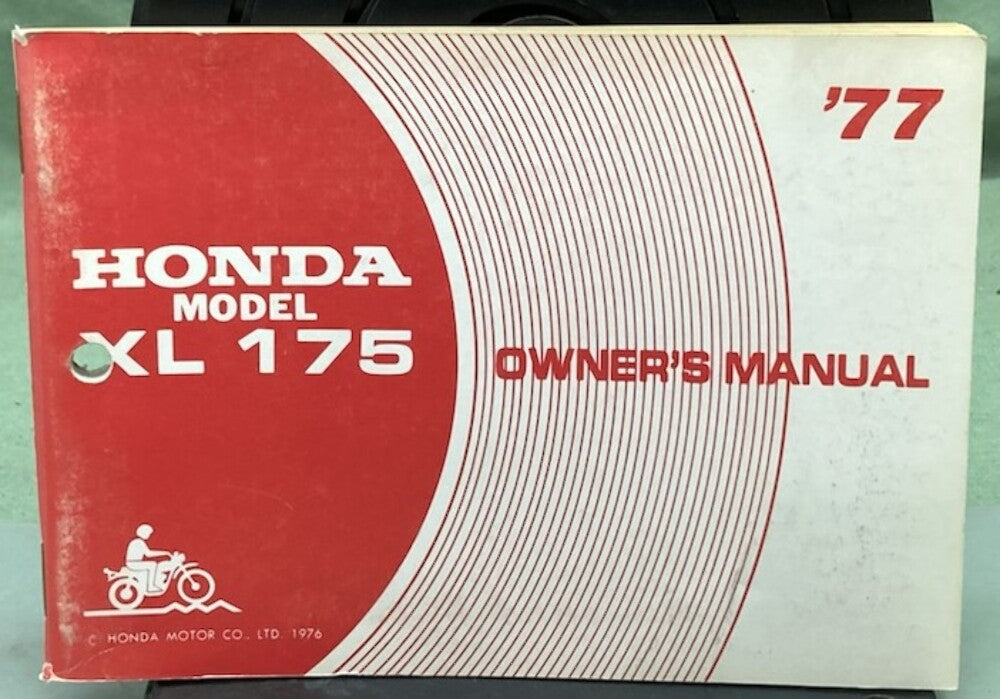 '77
HONDA
MODEL
XL 175
OWNER'S MANUAL
© HONDA MOTOR CO., LTD. 1976